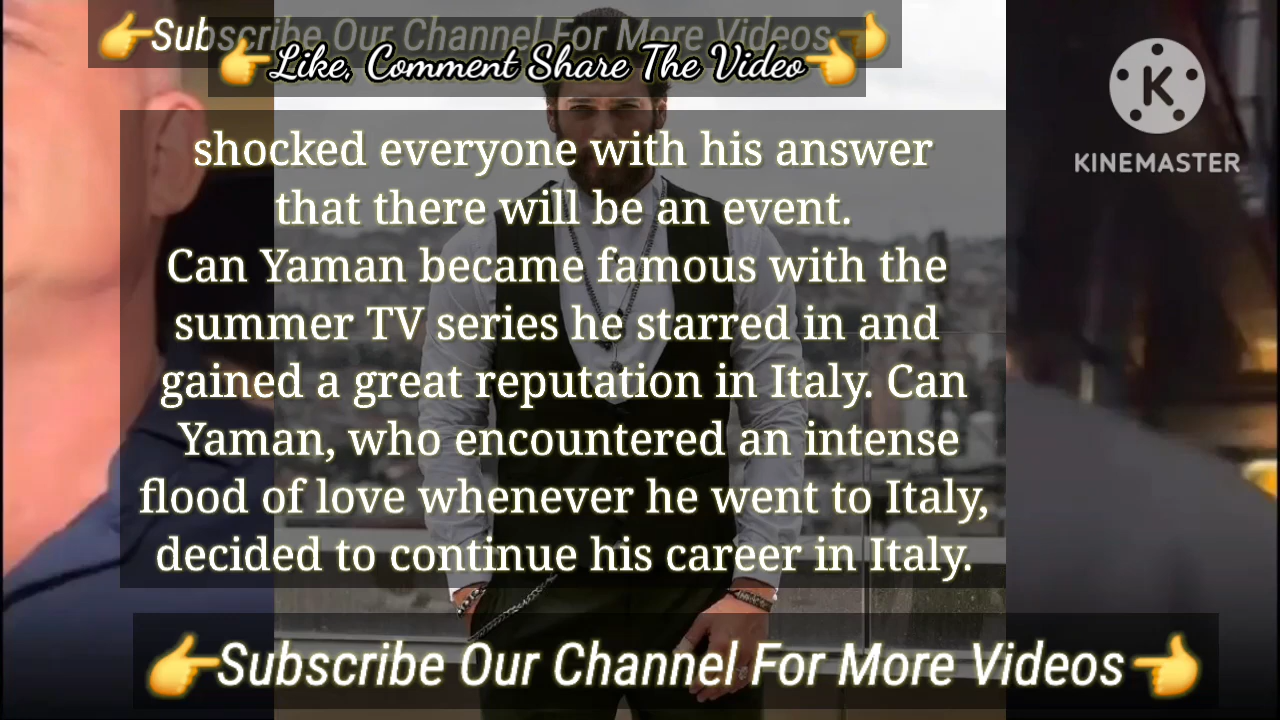 👉Subscribe Our Channel For More Videos👈
👉Like, Comment Share The Video👈
K
KINEMASTER
shocked everyone with his answer
that there will be an event.
Can Yaman became famous with the
summer TV series he starred in and
gained a great reputation in Italy. Can
Yaman, who encountered an intense
flood of love whenever he went to Italy,
decided to continue his career in Italy.
👉Subscribe Our Channel For More Videos👈